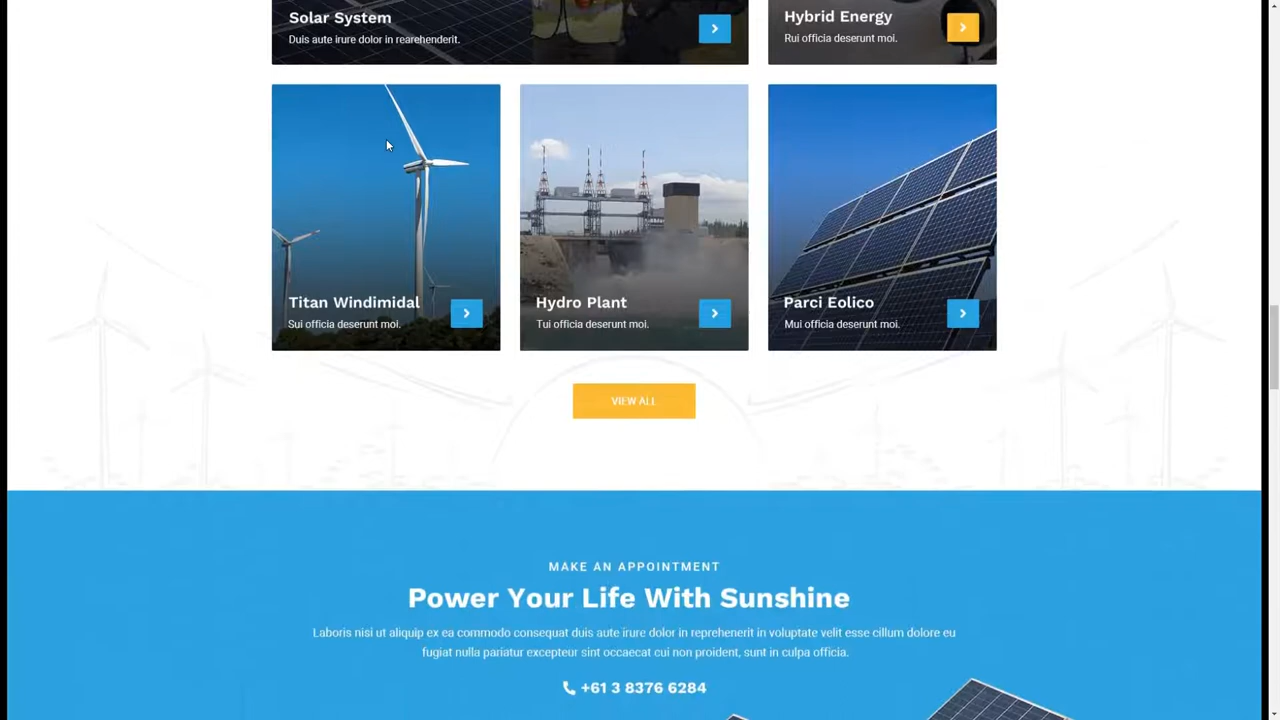 Solar System
Duis aute irure dolor in rearehenderit.
Hybrid Energy
Rui officia deserunt moi.
Titan Windimidal
Sui officia deserunt moi.
Hydro Plant
Tui officia deserunt moi.
Parci Eolico
Mui officia deserunt moi.
VIEW ALL
MAKE AN APPOINTMENT
Power Your Life With Sunshine
Laboris nisi ut aliquip ex ea commodo consequat duis aute irure dolor in reprehenerit in voluptate velit esse cillum dolore eu
fugiat nulla pariatur excepteur sint occaecat cui non proident, sunt in culpa officia.
+61 3 8376 6284